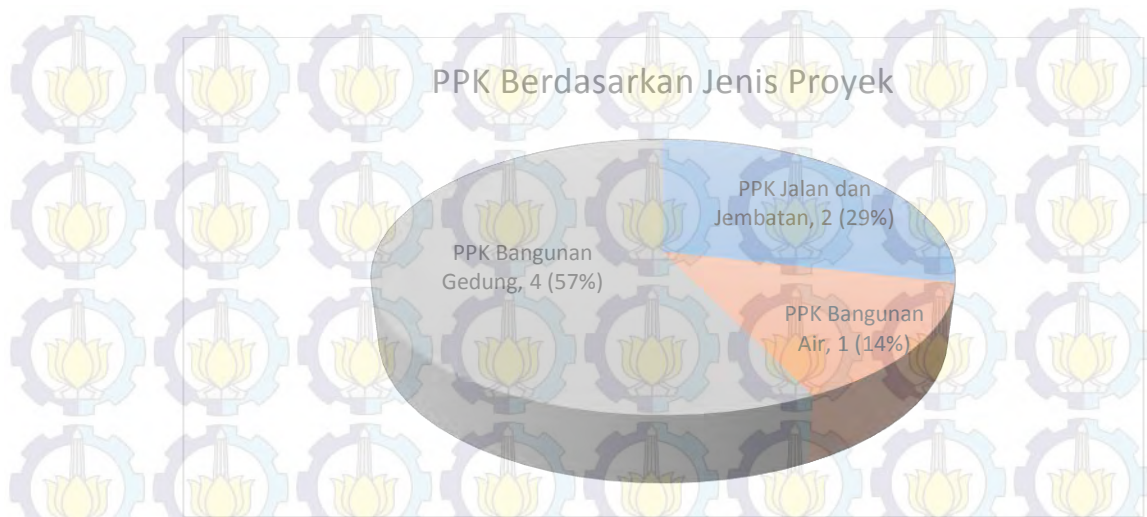 PPK Berdasarkan Jenis Proyek
PPK Jalan dan
Jembatan, 2 (29%)
PPK Bangunan
Gedung, 4 (57%)
PPK Bangunan
Air, 1 (14%)